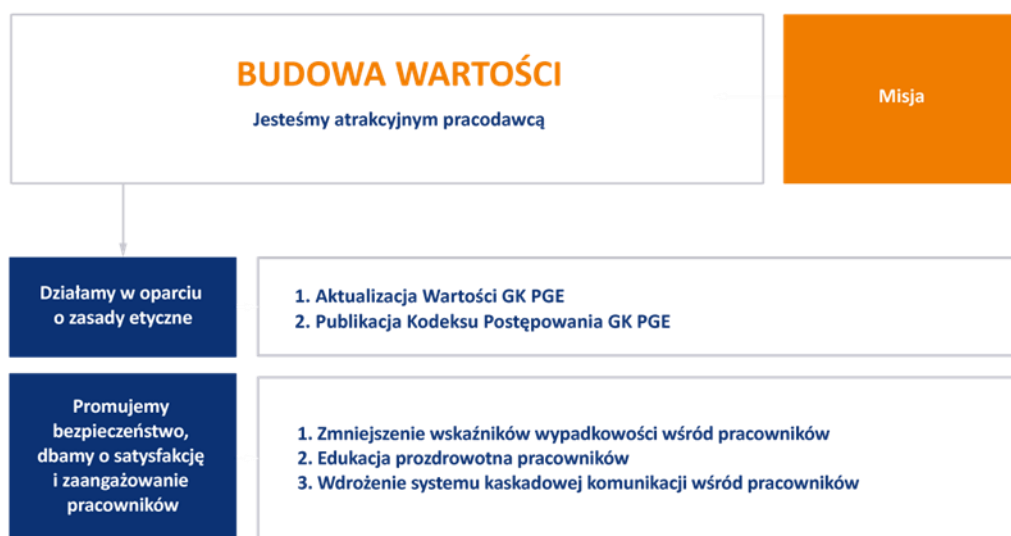 BUDOWA WARTOŚCI
Jesteśmy atrakcyjnym pracodawcą
Misja
Działamy w oparciu
o zasady etyczne
1. Aktualizacja Wartości GK PGE
2. Publikacja Kodeksu Postępowania GK PGE
Promujemy
bezpieczeństwo,
dbamy o satysfakcję
i zaangażowanie
pracowników
1. Zmniejszenie wskaźników wypadkowości wśród pracowników
2. Edukacja prozdrowotna pracowników
3. Wdrożenie systemu kaskadowej komunikacji wśród pracowników